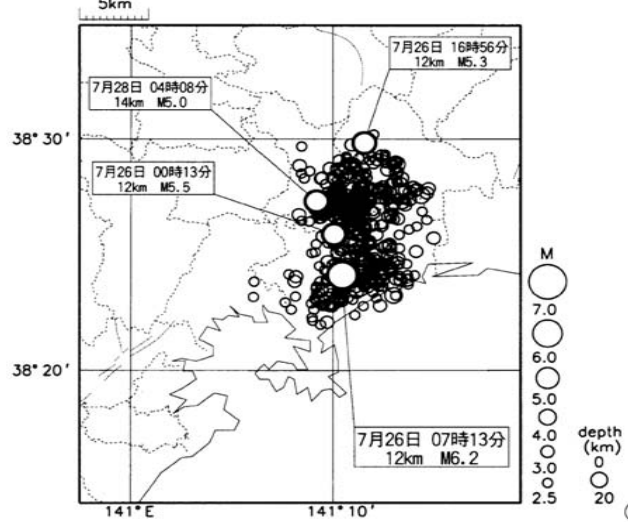 5km
7月26日 16時56分
12km M5.3
7月28日 04時08分
14km M5.0
38° 30'
7月26日 00時13分
12km M5.5
M
7.0
6.0
38° 20'
5.0
7月26日 07時13分
12km M6.2
4.0
3.0
2.5
depth
(km)
0
20
141° E
141° 10'